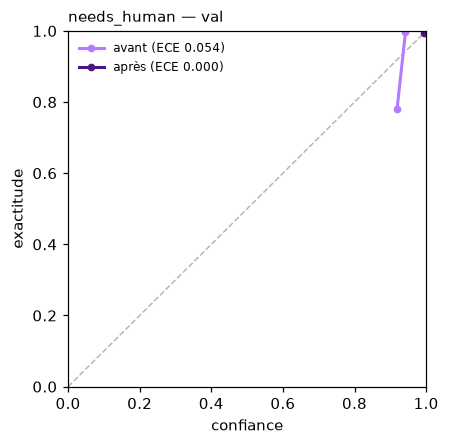 needs_human — val
avant (ECE 0.054)
après (ECE 0.000)
exactitude
1.0
0.8
0.6
0.4
0.2
0.0
0.0 0.2 0.4 0.6 0.8 1.0
confiance